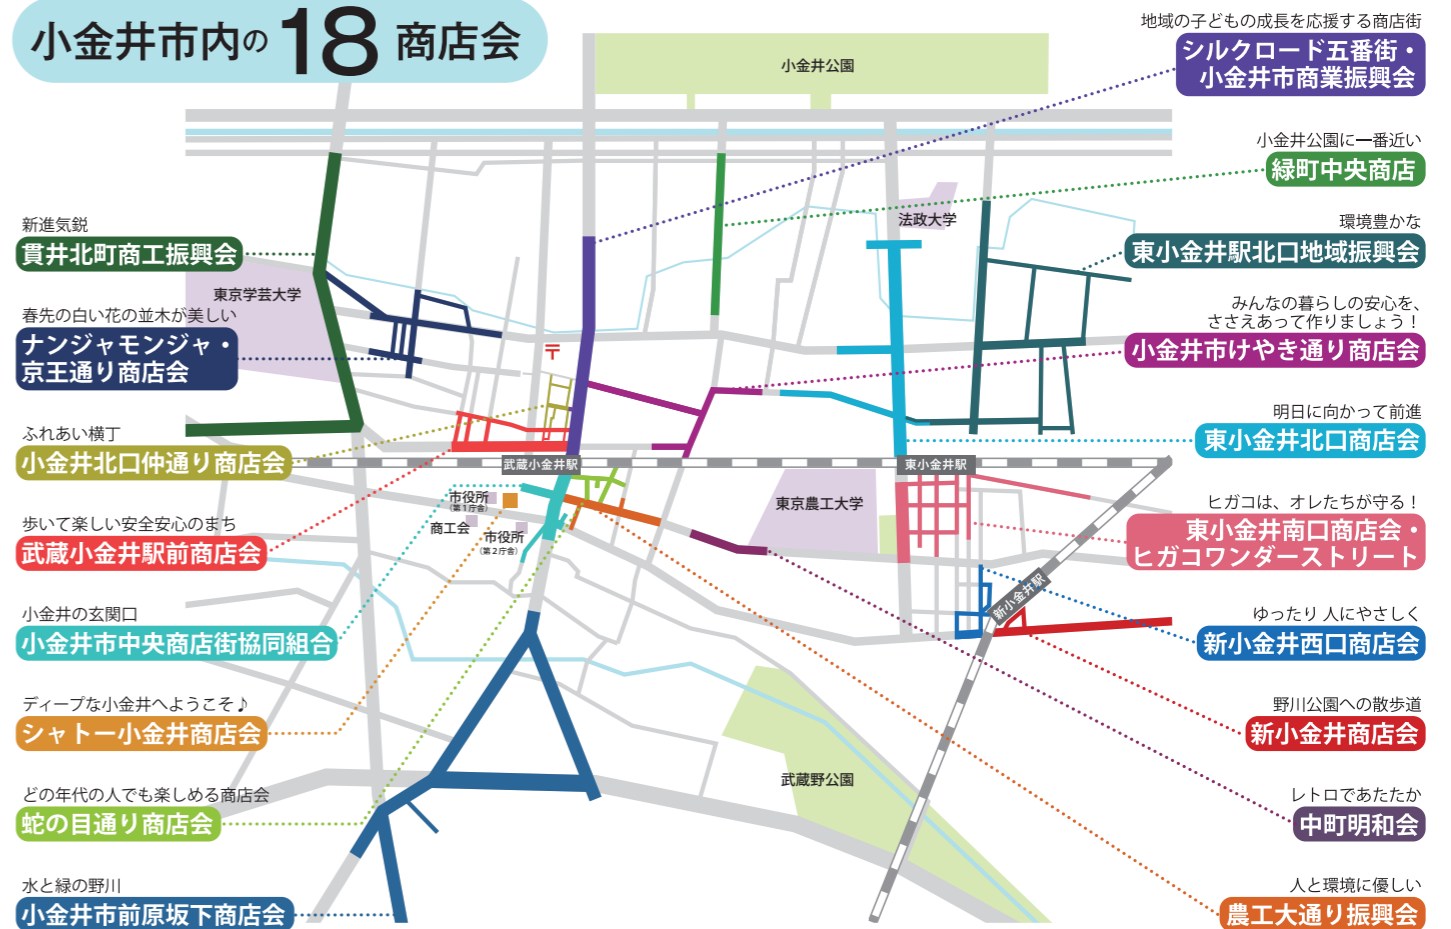 小金井市内の18商店会
新進気鋭
貫井北町商工振興会
春先の白い花の並木が美しい
ナンジャモンジャ・
京王通り商店会
ふれあい横丁
小金井北口仲通り商店会
歩いて楽しい安全安心のまち
武蔵小金井駅前商店会
小金井の玄関口
小金井市中央商店街協同組合
ディープな小金井へようこそ♪
シャトー小金井商店会
どの年代の人でも楽しめる商店会
蛇の目通り商店会
水と緑の野川
小金井市前原坂下商店会
小金井公園
法政大学
東京学芸大学
〒
武蔵小金井駅
東小金井駅
市役所
(第1庁舎)
商工会
市役所
(第2庁舎)
東京農工大学
新小金井駅
武蔵野公園
地域の子どもの成長を応援する商店街
シルクロード五番街・
小金井市商業振興会
小金井公園に一番近い
緑町中央商店
環境豊かな
東小金井駅北口地域振興会
みんなの暮らしの安心を、
ささえあって作りましょう！
小金井市けやき通り商店会
明日に向かって前進
東小金井北口商店会
ヒガコは、オレたちが守る！
東小金井南口商店会・
ヒガコワンダーストリート
ゆったり 人にやさしく
新小金井西口商店会
野川公園への散歩道
新小金井商店会
レトロであたたか
中町明和会
人と環境に優しい
農工大通り振興会